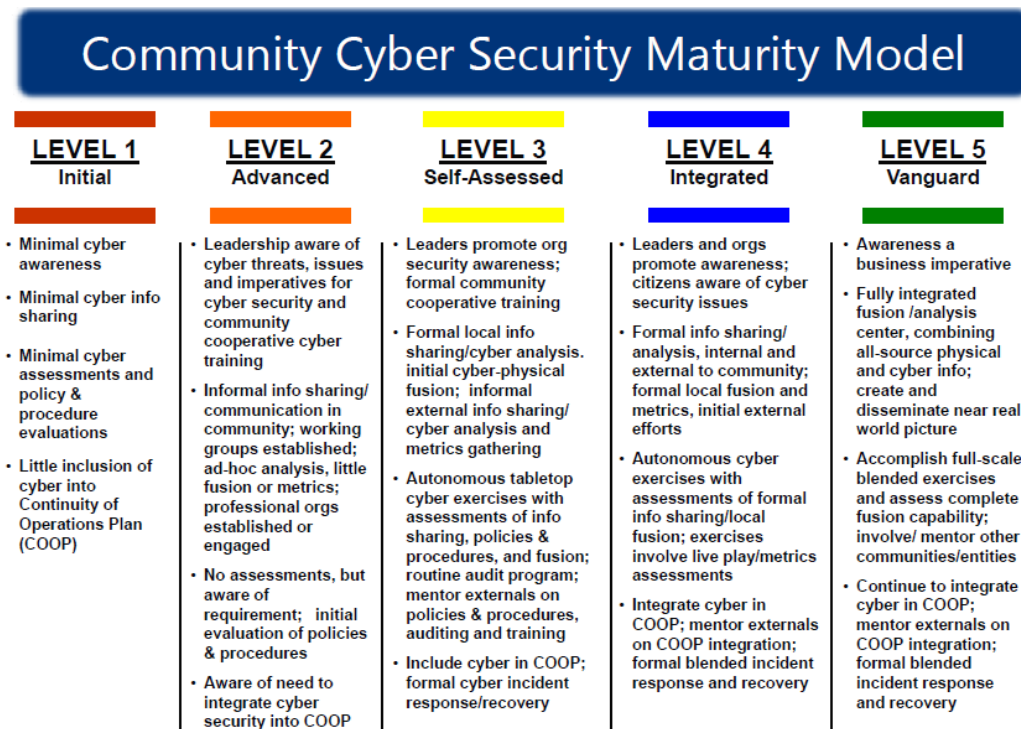 Community Cyber Security Maturity Model
LEVEL 1
Initial
• Minimal cyber
awareness
• Minimal cyber info
sharing
• Minimal cyber
assessments and
policy &
procedure
evaluations
• Little inclusion of
cyber into
Continuity of
Operations Plan
(COOP)
LEVEL 2
Advanced
• Leadership aware of
cyber threats, issues
and imperatives for
cyber security and
community
cooperative cyber
training
• Informal info sharing/
communication in
community; working
groups established;
ad-hoc analysis, little
fusion or metrics;
professional orgs
established or
engaged
• No assessments, but
aware of
requirement; initial
evaluation of policies
& procedures
• Aware of need to
integrate cyber
security into COOP
LEVEL 3
Self-Assessed
• Leaders promote org
security awareness;
formal community
cooperative training
• Formal local info
sharing/cyber analysis.
initial cyber-physical
fusion; informal
external info sharing/
cyber analysis and
metrics gathering
• Autonomous tabletop
cyber exercises with
assessments of info
sharing, policies &
procedures, and fusion;
routine audit program;
mentor externals on
policies & procedures,
auditing and training
• Include cyber in COOP;
formal cyber incident
response/recovery
LEVEL 4
Integrated
• Leaders and orgs
promote awareness;
citizens aware of cyber
security issues
• Formal info sharing/
analysis, internal and
external to community;
formal local fusion and
metrics, initial external
efforts
• Autonomous cyber
exercises with
assessments of formal
info sharing/local
fusion; exercises
involve live play/metrics
assessments
• Integrate cyber in
COOP; mentor externals
on COOP integration;
formal blended incident
response and recovery
LEVEL 5
Vanguard
• Awareness a
business imperative
• Fully integrated
fusion /analysis
center, combining
all-source physical
and cyber info;
create and
disseminate near real
world picture
• Accomplish full-scale
blended exercises
and assess complete
fusion capability;
involve/ mentor other
communities/entities
• Continue to integrate
cyber in COOP;
mentor externals on
COOP integration;
formal blended
incident response
and recovery